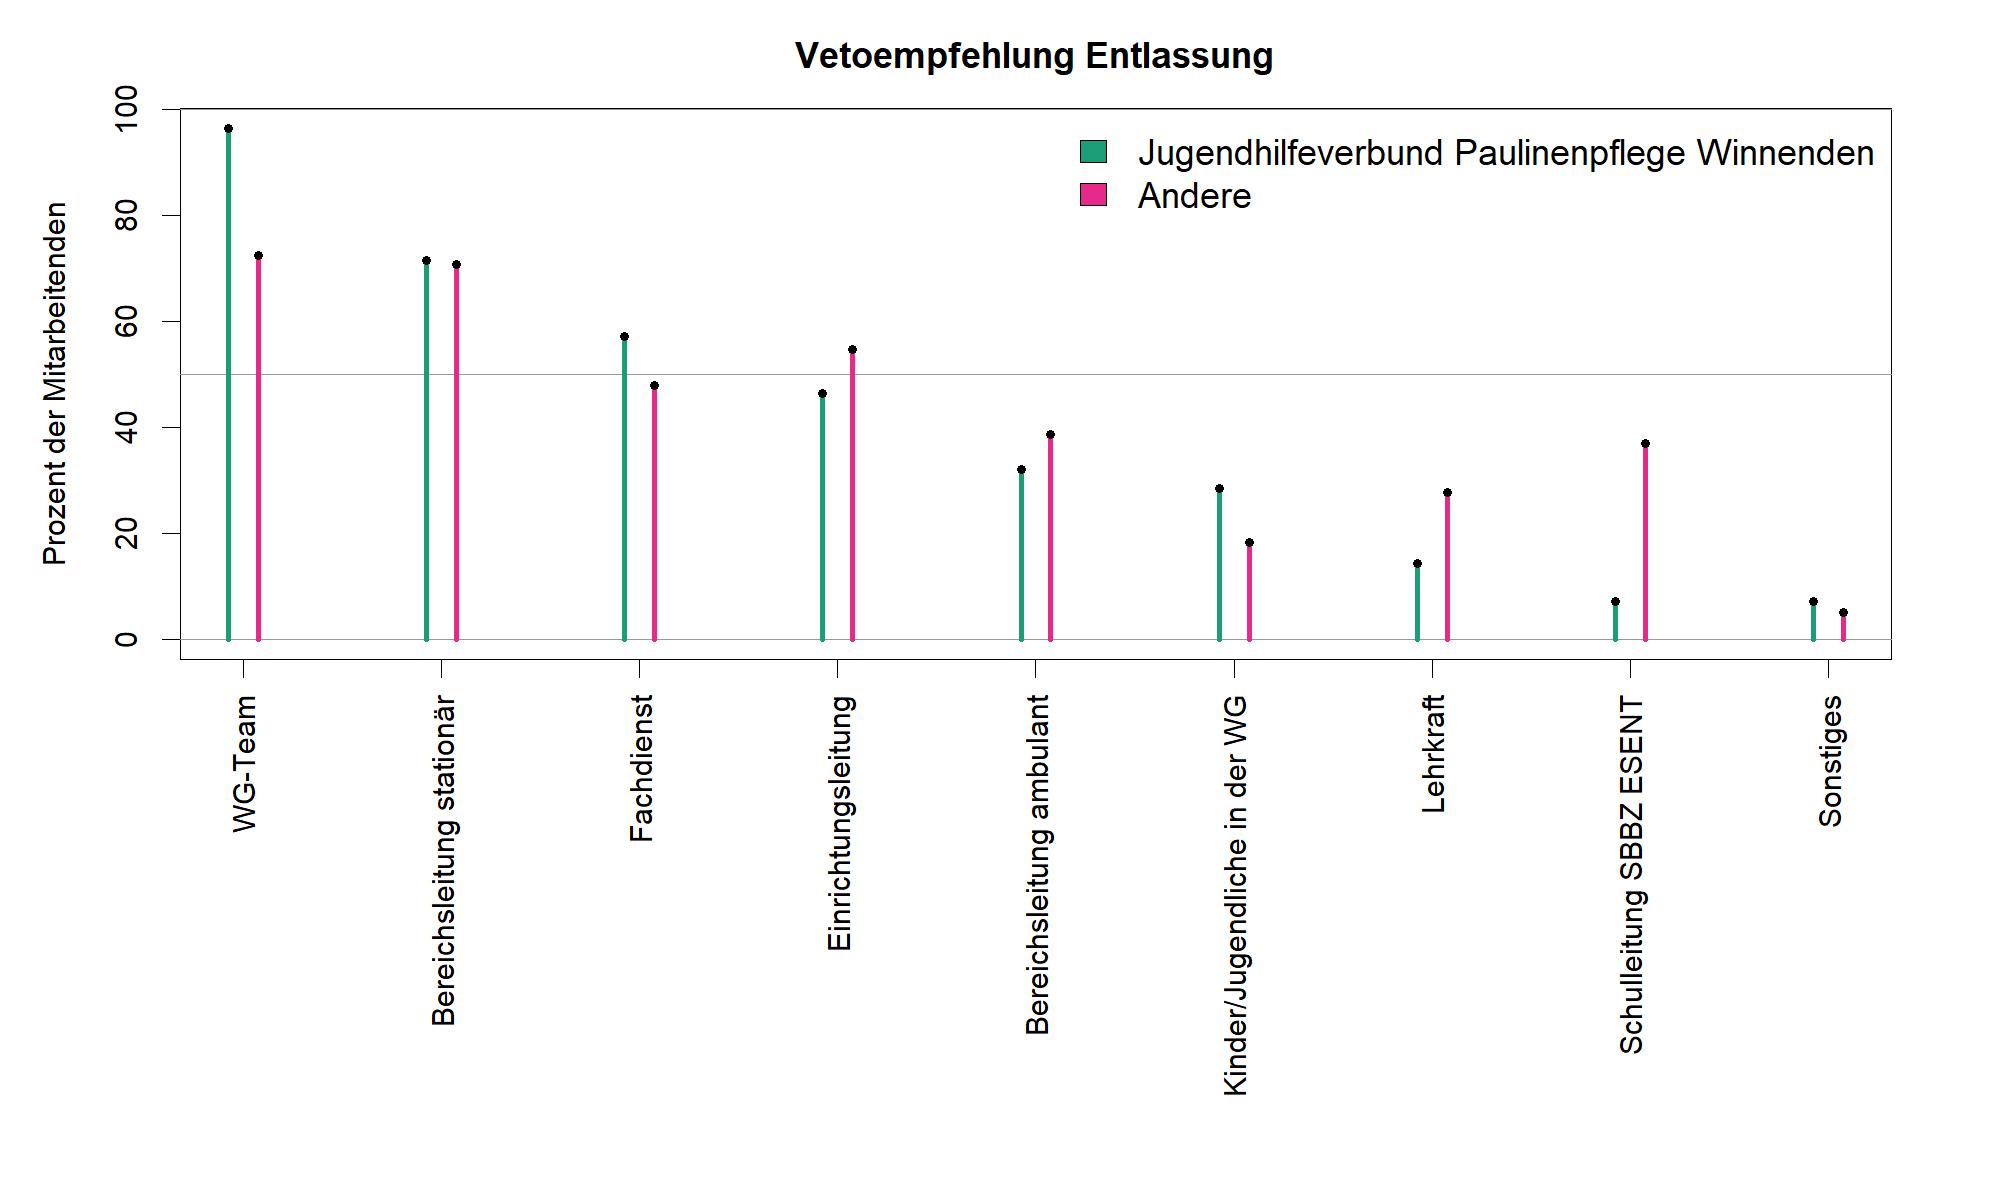 Vetoempfehlung Entlassung
Jugendhilfeverbund Paulinenpflege Winnenden
Andere
Prozent der Mitarbeitenden
100
80
60
40
20
0
WG-Team
Bereichsleitung stationär
Fachdienst
Einrichtungsleitung
Bereichsleitung ambulant
Kinder/Jugendliche in der WG
Lehrkraft
Schulleitung SBBZ ESENT
Sonstiges